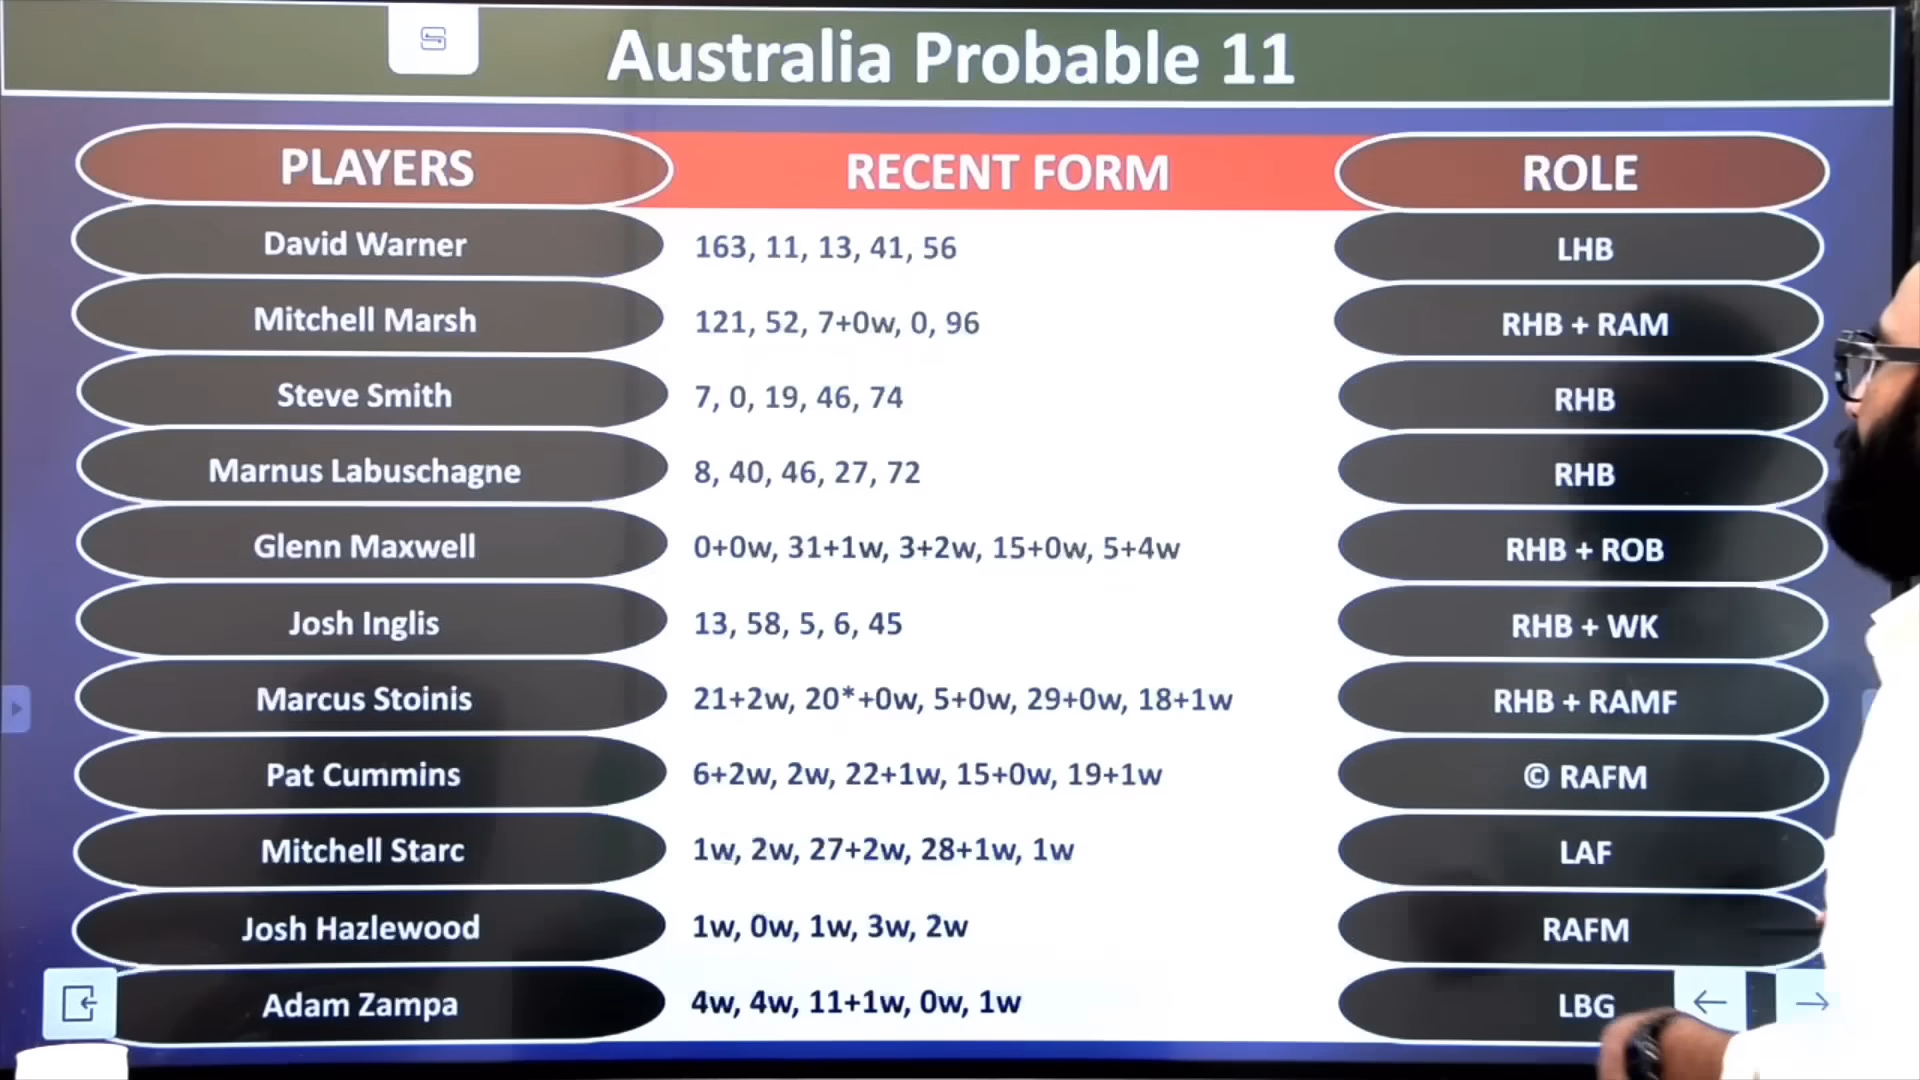 Australia Probable 11
PLAYERS RECENT FORM ROLE
David Warner 163, 11, 13, 41, 56 LHB
Mitchell Marsh 121, 52, 7+0w, 0, 96 RHB + RAM
Steve Smith 7, 0, 19, 46, 74 RHB
Marnus Labuschagne 8, 40, 46, 27, 72 RHB
Glenn Maxwell 0+0w, 31+1w, 3+2w, 15+0w, 5+4w RHB + ROB
Josh Inglis 13, 58, 5, 6, 45 RHB + WK
Marcus Stoinis 21+2w, 20*+0w, 5+0w, 29+0w, 18+1w RHB + RAMF
Pat Cummins 6+2w, 2w, 22+1w, 15+0w, 19+1w © RAFM
Mitchell Starc 1w, 2w, 27+2w, 28+1w, 1w LAF
Josh Hazlewood 1w, 0w, 1w, 3w, 2w RAFM
Adam Zampa 4w, 4w, 11+1w, 0w, 1w LBG